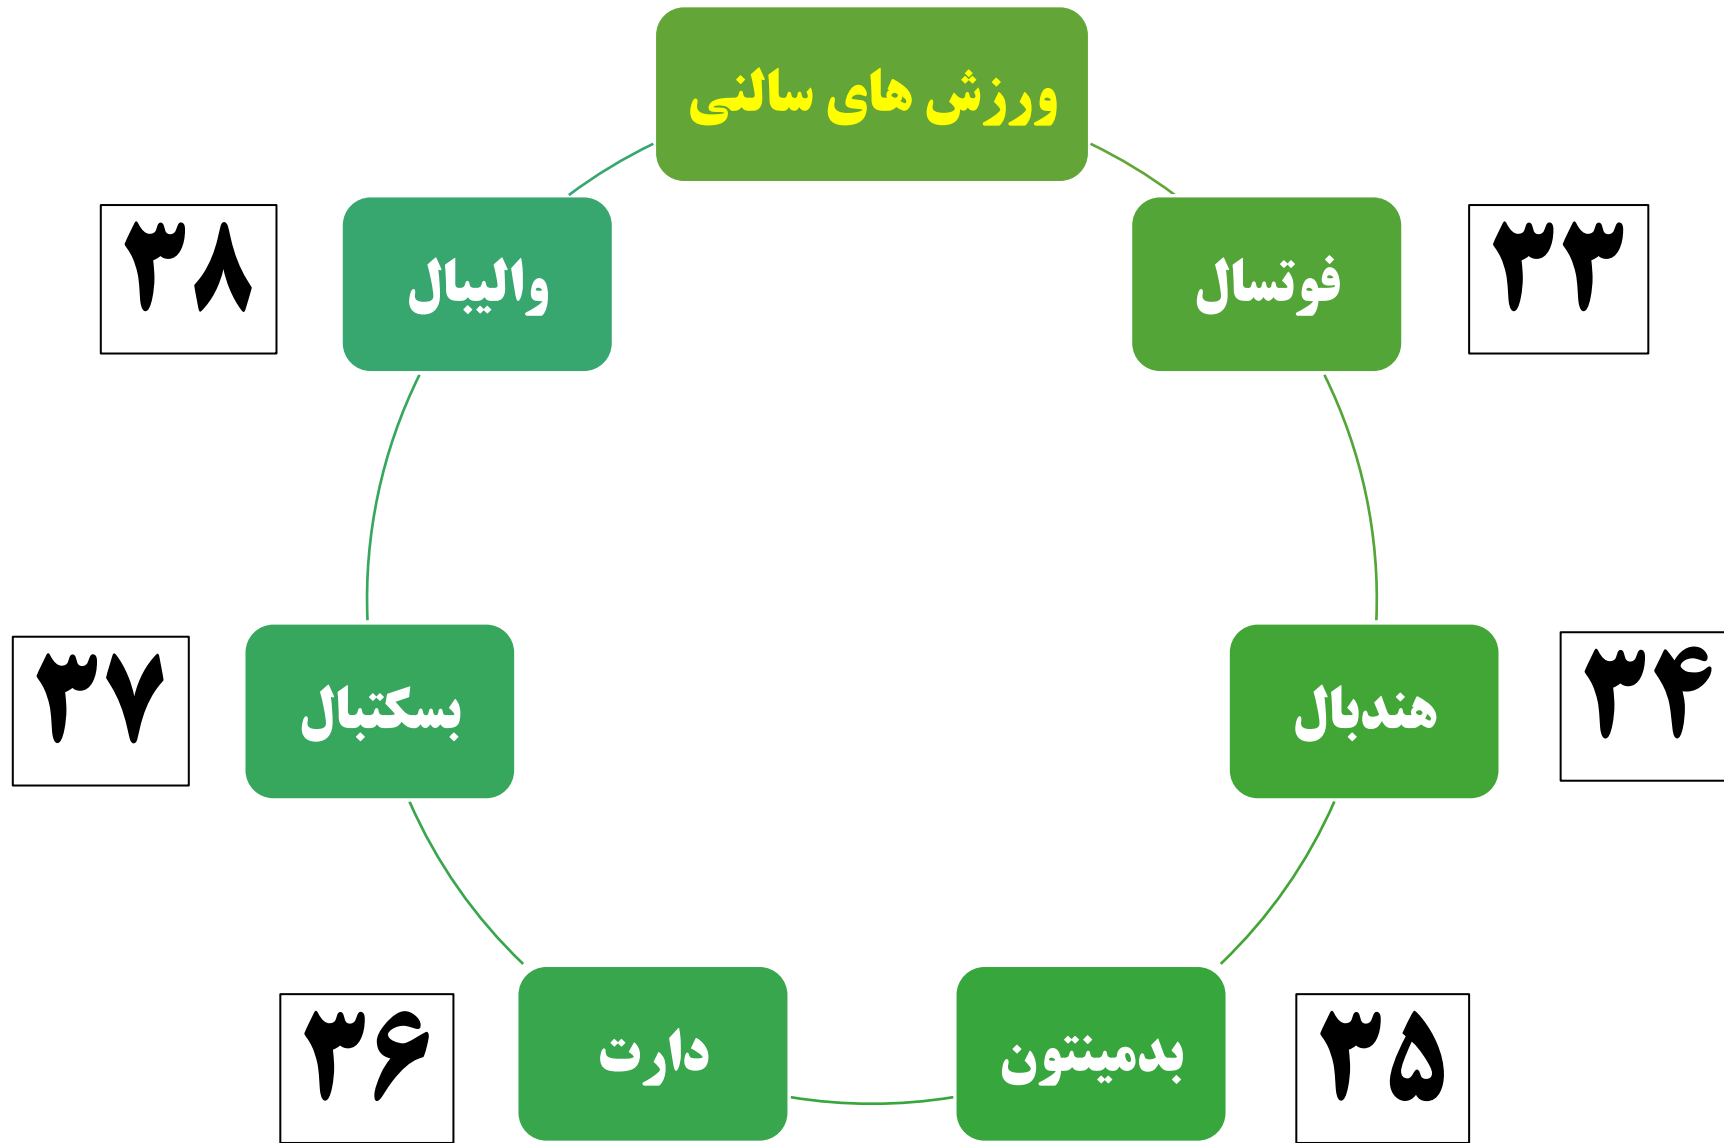 ورزش های سالنی
فوتسال
۳۳
هندبال
۳۴
بدمینتون
۳۵
دارت
۳۶
بسکتبال
۳۷
والیبال
۳۸